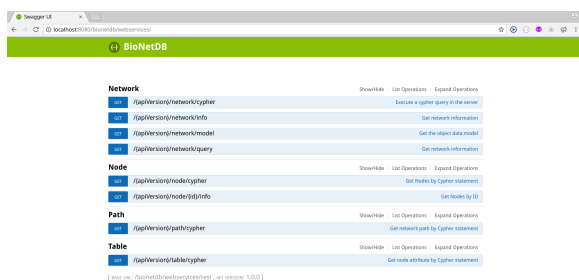 Swagger UI
localhost:8080/bionetdb/webservices/
BioNetDB
Network Show/Hide List Operations Expand Operations
GET /{apiVersion}/network/cypher Execute a cypher query in the server
GET /{apiVersion}/network/info Get network information
GET /{apiVersion}/network/model Get the object data model
GET /{apiVersion}/network/query Get network information
Node Show/Hide List Operations Expand Operations
GET /{apiVersion}/node/cypher Get Nodes by Cypher statement
GET /{apiVersion}/node/{id}/info Get Nodes by ID
Path Show/Hide List Operations Expand Operations
GET /{apiVersion}/path/cypher Get network path by Cypher statement
Table Show/Hide List Operations Expand Operations
GET /{apiVersion}/table/cypher Get node attribute by Cypher statement
[ BASE URL: /bionetdb/webservices/rest , API VERSION: 1.0.0 ]